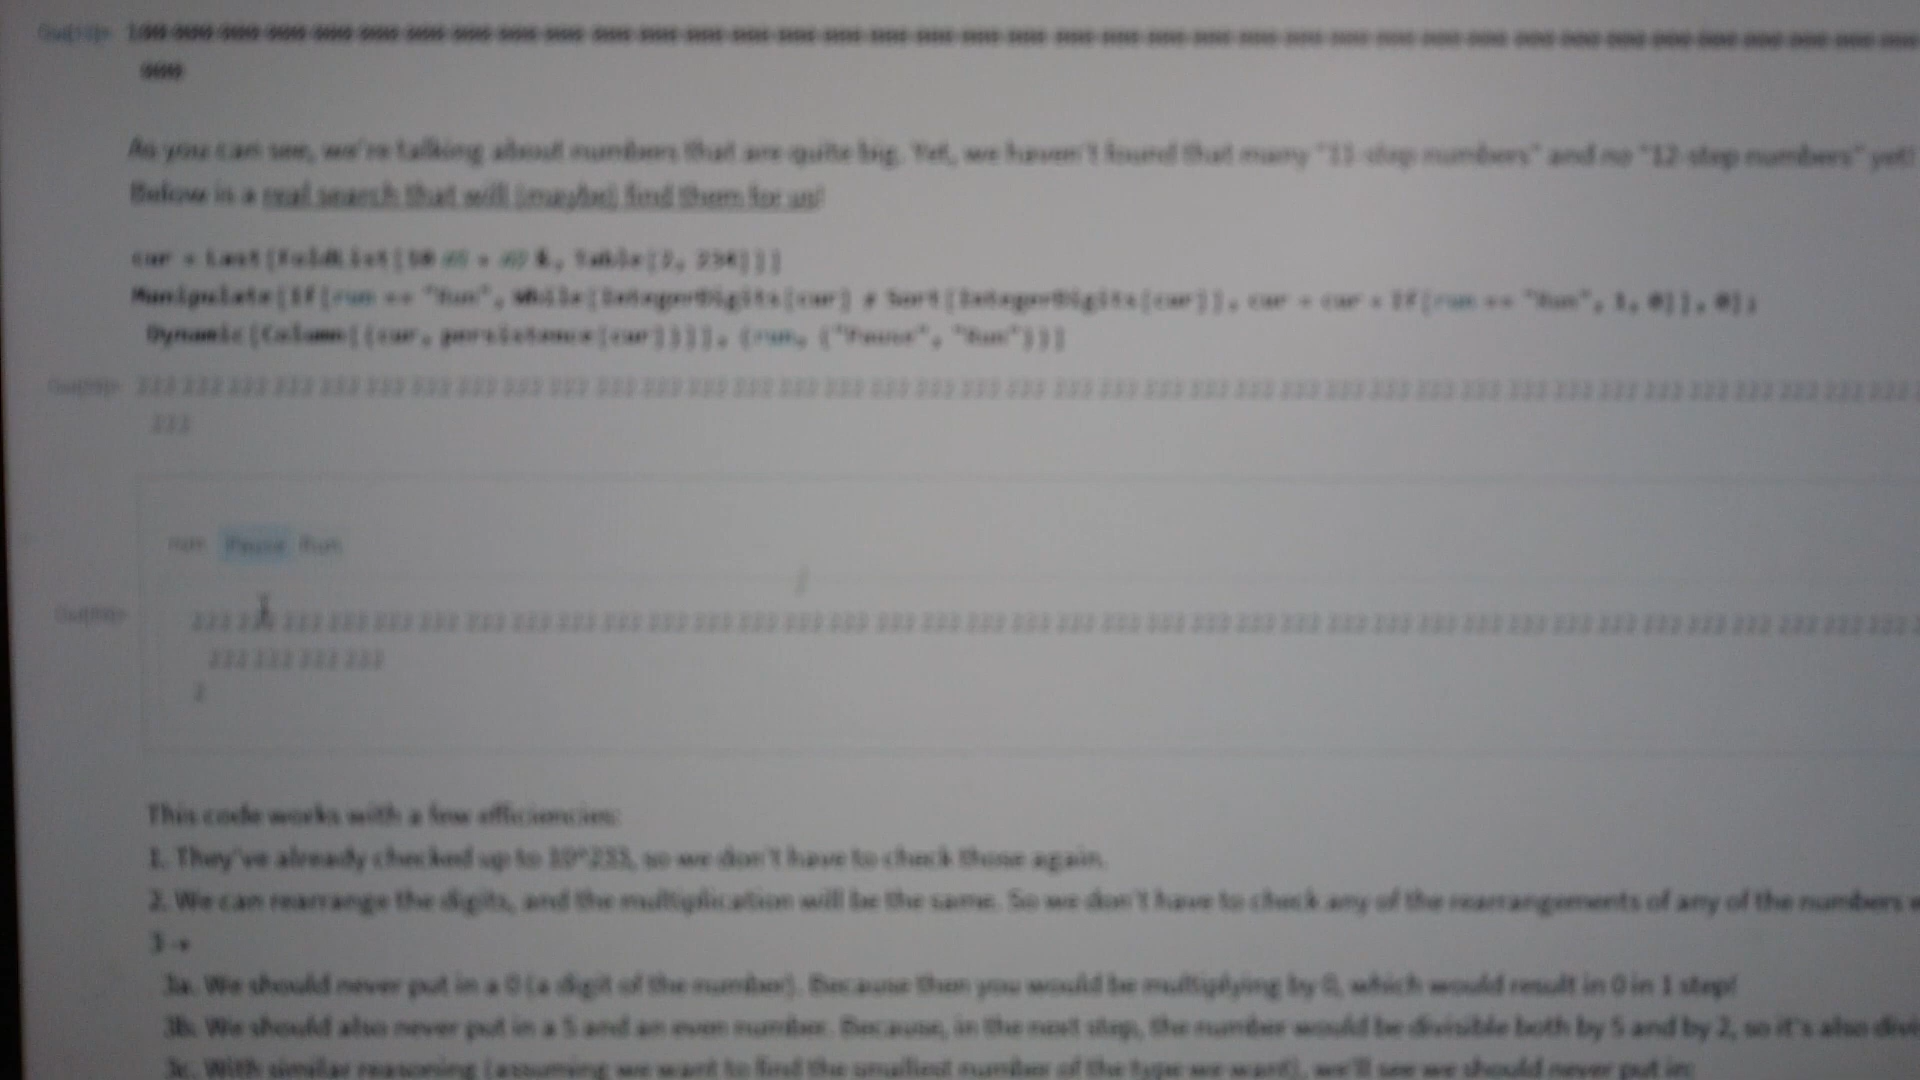 As you can see, we're talking about numbers that are quite big. Yet, we haven't found that many "11-step numbers" and no "12-step numbers" yet!
Below is a real search that will (maybe) find them for us!
cur = Last[FoldList[10 #1 + #2 &, Table[2, 234]]]
Manipulate[If[run == "Run", While[IntegerDigits[cur] ≠ Sort[IntegerDigits[cur]], cur = cur + If[run == "Run", 1, 0]], 0];
Dynamic[Column[{cur, persistence[cur]}]], {run, {"Pause", "Run"}}]
222
run Pause Run
222 222 222 222
2
This code works with a few efficiencies:
1. They've already checked up to 10^233, so we don't have to check those again.
2. We can rearrange the digits, and the multiplication will be the same. So we don't have to check any of the rearrangements of any of the numbers
3 →
3a. We should never put in a 0 (a digit of the number). Because then you would be multiplying by 0, which would result in 0 in 1 step!
3b. We should also never put in a 5 and an even number. Because, in the next step, the number would be divisible both by 5 and by 2, so it's also divi
3c. With similar reasoning (assuming we want to find the smallest number of the type we want), we'll see we should never put in: